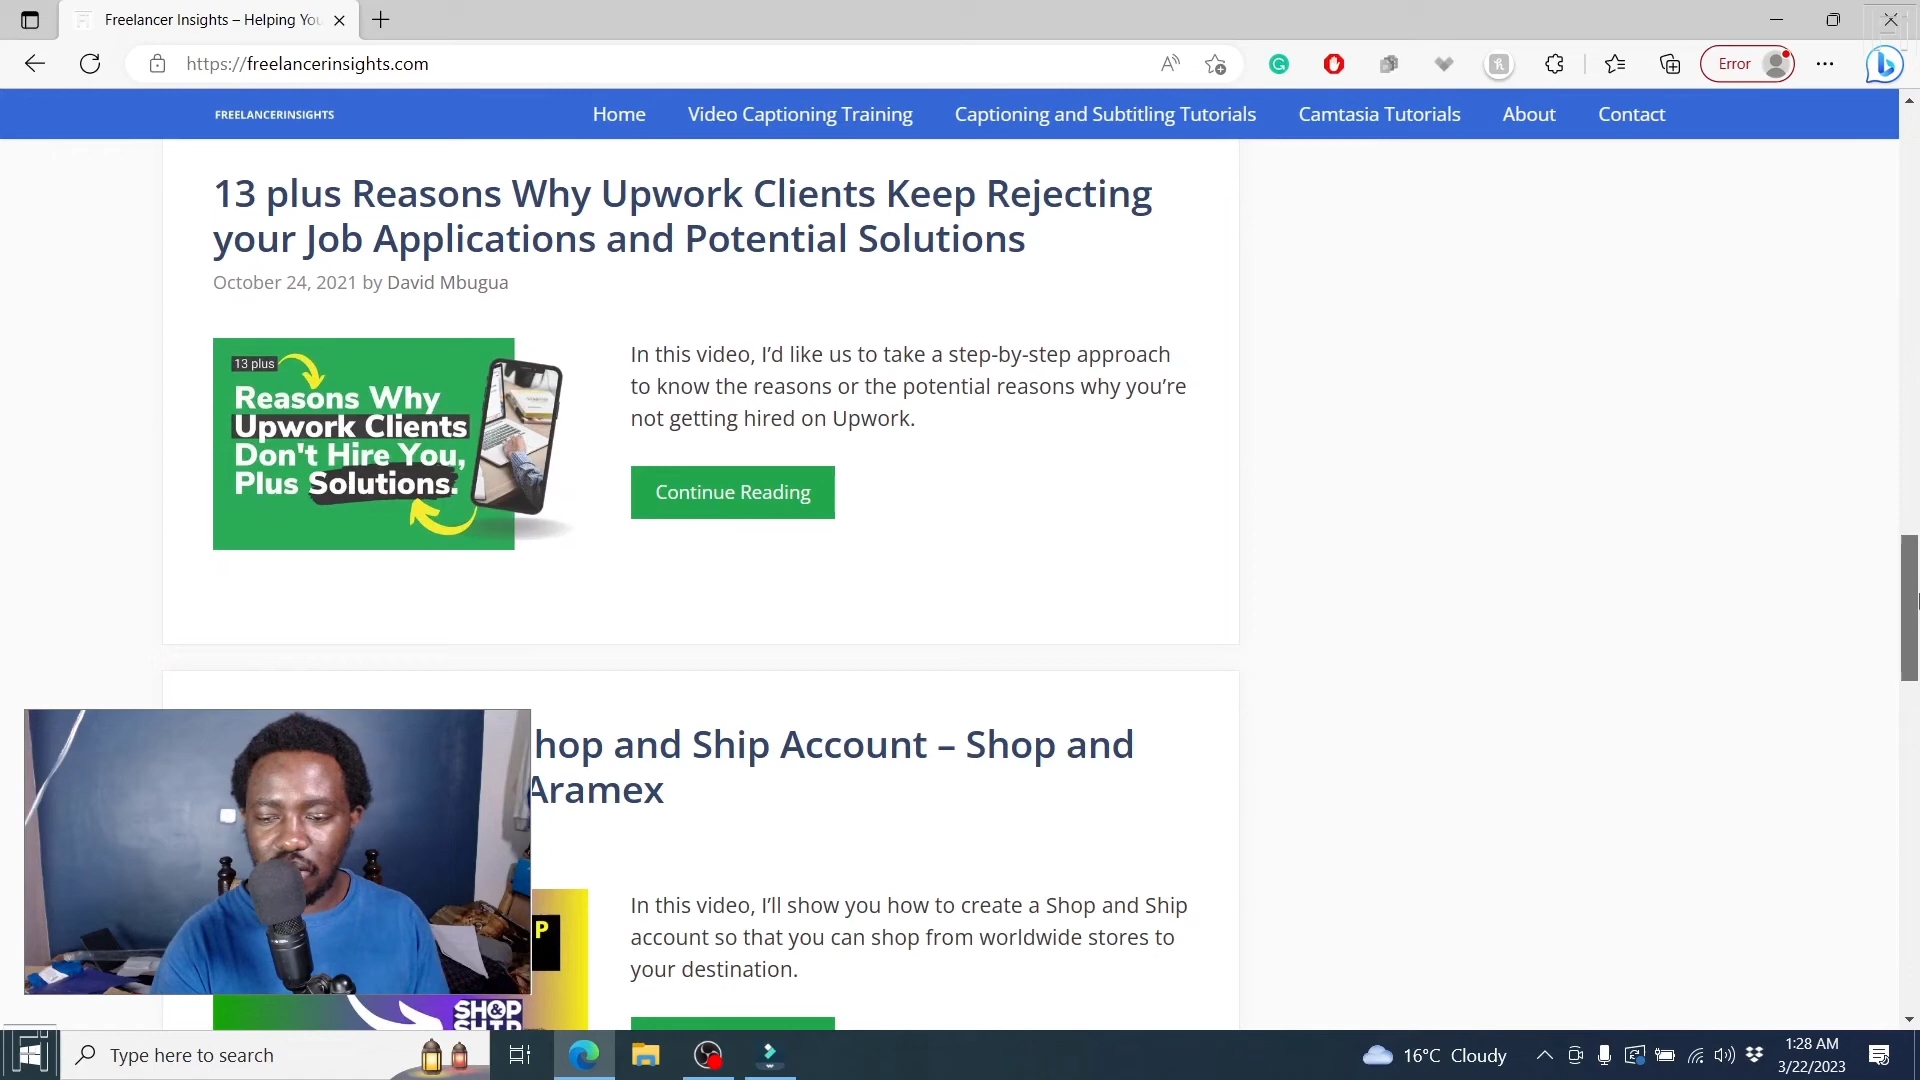 Freelancer Insights – Helping You
https://freelancerinsights.com
Error
FREELANCERINSIGHTS
Home
Video Captioning Training
Captioning and Subtitling Tutorials
Camtasia Tutorials
About
Contact
13 plus Reasons Why Upwork Clients Keep Rejecting
your Job Applications and Potential Solutions
October 24, 2021 by David Mbugua
13 plus
Reasons Why
Upwork Clients
Don't Hire You,
Plus Solutions.
In this video, I’d like us to take a step-by-step approach
to know the reasons or the potential reasons why you’re
not getting hired on Upwork.
Continue Reading
hop and Ship Account – Shop and
Aramex
P
In this video, I’ll show you how to create a Shop and Ship
account so that you can shop from worldwide stores to
your destination.
SHOP
&
SHIP
Type here to search
16°C Cloudy
1:28 AM
3/22/2023